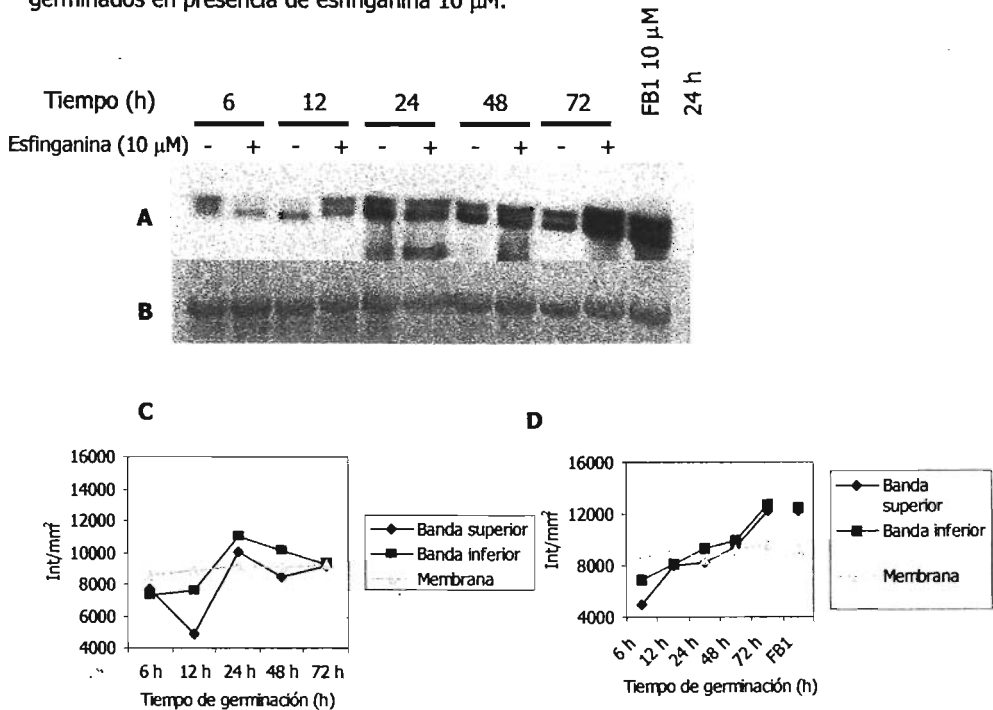 germinados en presencia de esfinganina 10 µM.
FB1 10 µM
24 h
Tiempo (h) 6 12 24 48 72
Esfinganina (10 µM) - + - + - + - + - +
A
B
C
16000
14000
12000
10000
8000
6000
4000
Int/mm²
6 h 12 h 24 h 48 h 72 h
Tiempo de germinación (h)
Banda superior
Banda inferior
Membrana
D
16000
12000
8000
4000
Int/mm²
6 h 12 h 24 h 48 h 72 h FB1
Tiempo de germinación (h)
Banda
superior
Banda inferior
Membrana